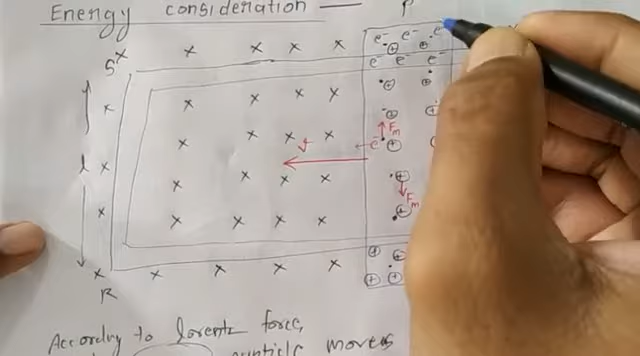 Energy consideration — P
S
e⁻ e⁻ e⁻
e⁻ e⁻ e⁻
l
v
e⁻
Fm
Fm
R
According to lorentz force,
moves